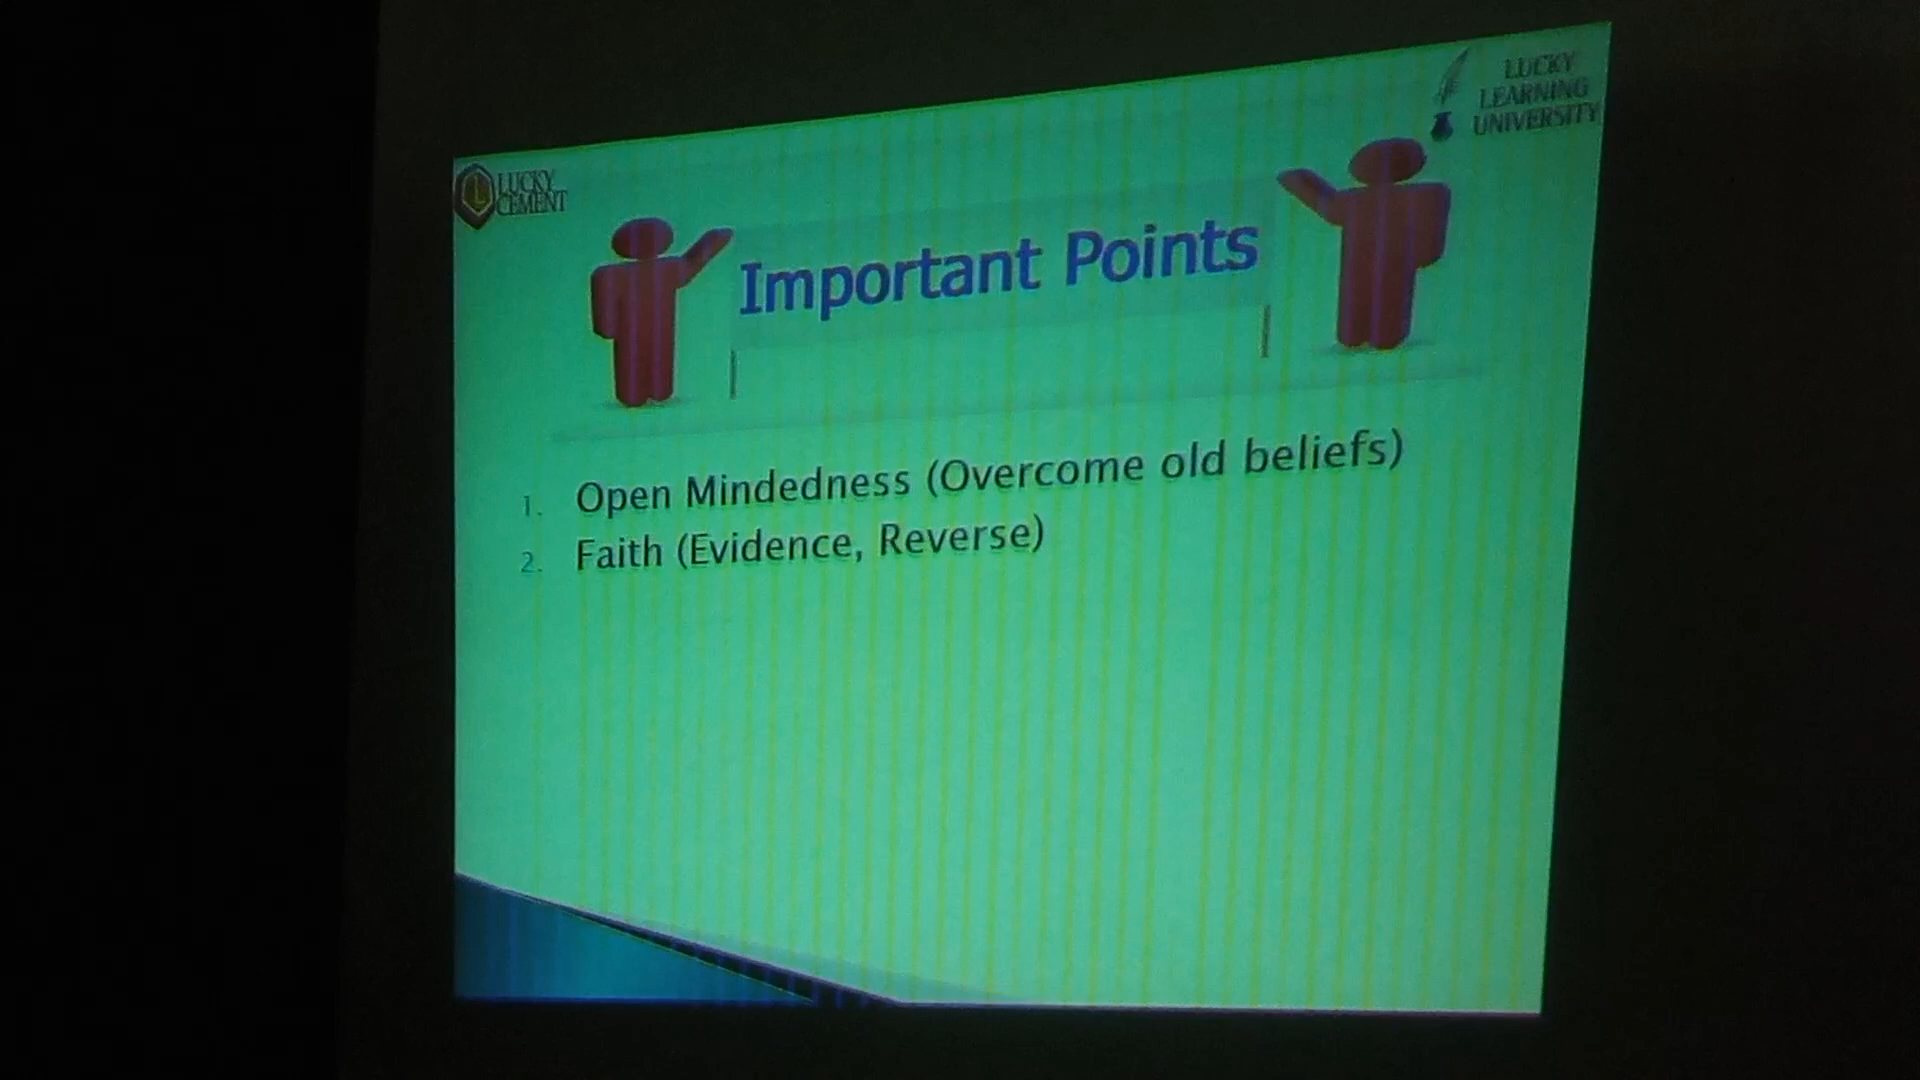 LUCKY
LEARNING
UNIVERSITY
LUCKY
CEMENT
Important Points
1. Open Mindedness (Overcome old beliefs)
2. Faith (Evidence, Reverse)